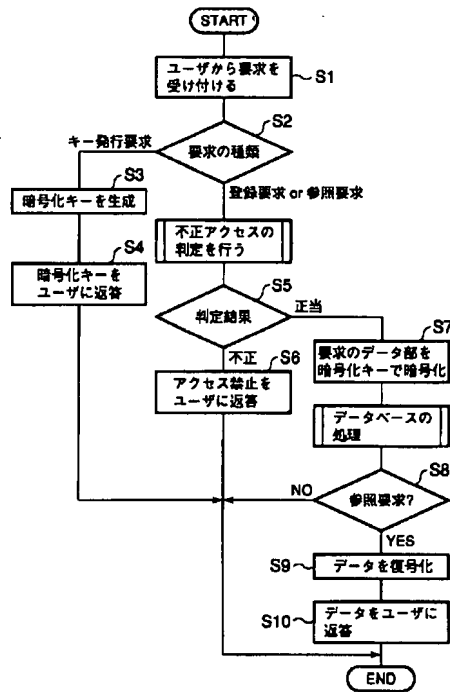 START
ユーザから要求を
受け付ける
S1
S2
キー発行要求
要求の種類
S3
登録要求 or 参照要求
暗号化キーを生成
不正アクセスの
判定を行う
S4
暗号化キーを
ユーザに返答
S5
判定結果
正当
S7
不正
S6
要求のデータ部を
暗号化キーで暗号化
アクセス禁止を
ユーザに返答
データベースの
処理
S8
NO
参照要求?
YES
S9
データを復号化
S10
データをユーザに
返答
END